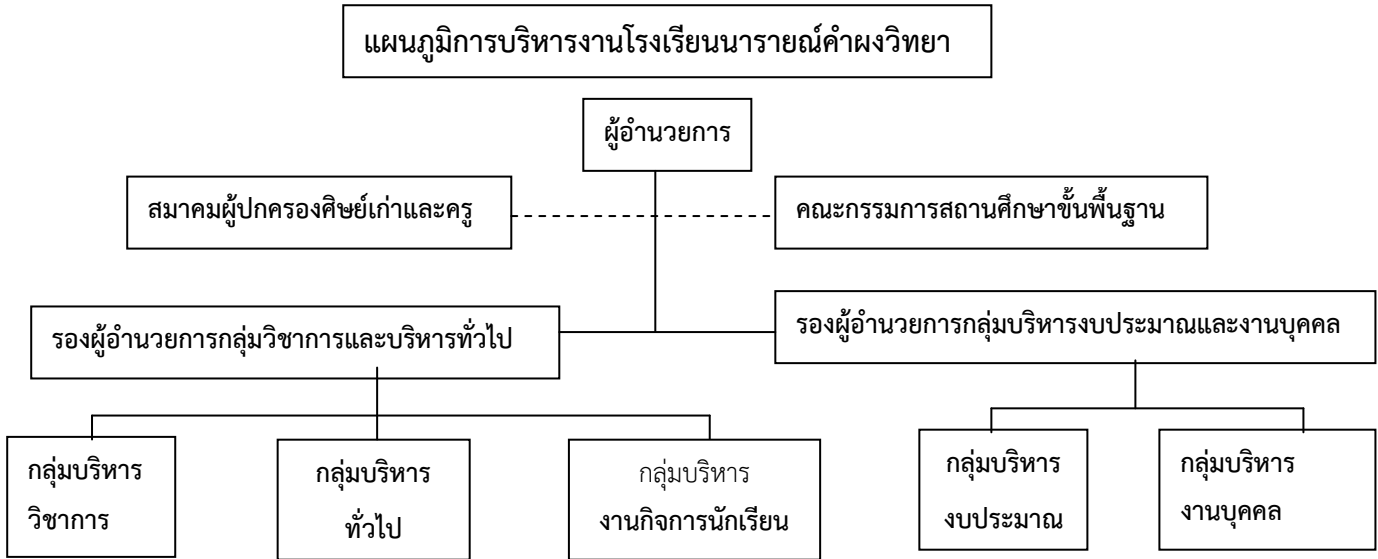 แผนภูมิการบริหารงานโรงเรียนนารายณ์คำผงวิทยา
ผู้อำนวยการ
สมาคมผู้ปกครองศิษย์เก่าและครู
คณะกรรมการสถานศึกษาขั้นพื้นฐาน
รองผู้อำนวยการกลุ่มวิชาการและบริหารทั่วไป
รองผู้อำนวยการกลุ่มบริหารงบประมาณและงานบุคคล
กลุ่มบริหาร
วิชาการ
กลุ่มบริหาร
ทั่วไป
กลุ่มบริหาร
งานกิจการนักเรียน
กลุ่มบริหาร
งบประมาณ
กลุ่มบริหาร
งานบุคคล